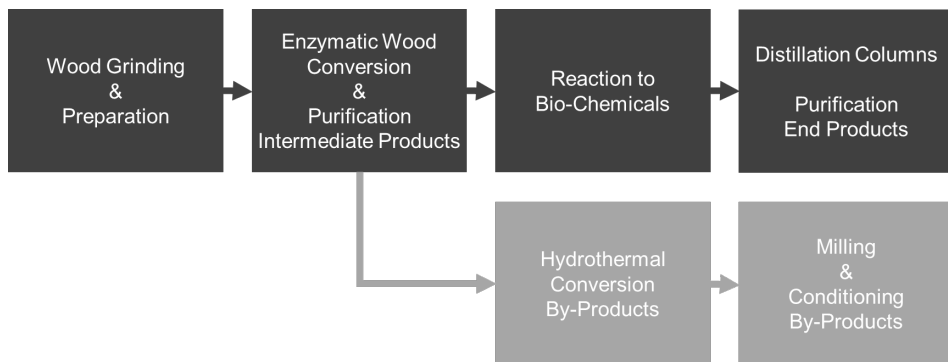 Wood Grinding
&
Preparation
Enzymatic Wood
Conversion
&
Purification
Intermediate Products
Reaction to
Bio-Chemicals
Distillation Columns
Purification
End Products
Hydrothermal
Conversion
By-Products
Milling
&
Conditioning
By-Products